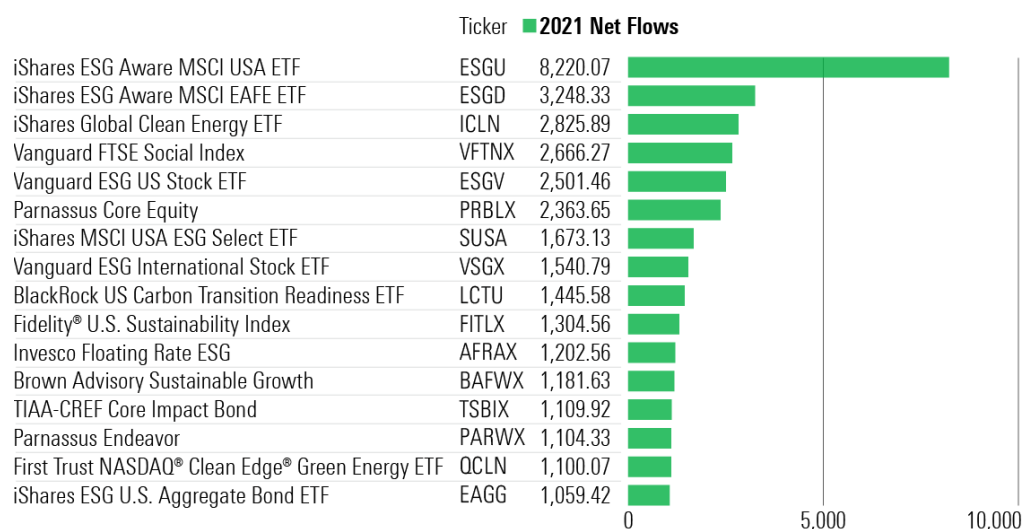 Ticker 2021 Net Flows
iShares ESG Aware MSCI USA ETF ESGU 8,220.07
iShares ESG Aware MSCI EAFE ETF ESGD 3,248.33
iShares Global Clean Energy ETF ICLN 2,825.89
Vanguard FTSE Social Index VFTNX 2,666.27
Vanguard ESG US Stock ETF ESGV 2,501.46
Parnassus Core Equity PRBLX 2,363.65
iShares MSCI USA ESG Select ETF SUSA 1,673.13
Vanguard ESG International Stock ETF VSGX 1,540.79
BlackRock US Carbon Transition Readiness ETF LCTU 1,445.58
Fidelity® U.S. Sustainability Index FITLX 1,304.56
Invesco Floating Rate ESG AFRAX 1,202.56
Brown Advisory Sustainable Growth BAFWX 1,181.63
TIAA-CREF Core Impact Bond TSBIX 1,109.92
Parnassus Endeavor PARWX 1,104.33
First Trust NASDAQ® Clean Edge® Green Energy ETF QCLN 1,100.07
iShares ESG U.S. Aggregate Bond ETF EAGG 1,059.42
0 5.000 10,000